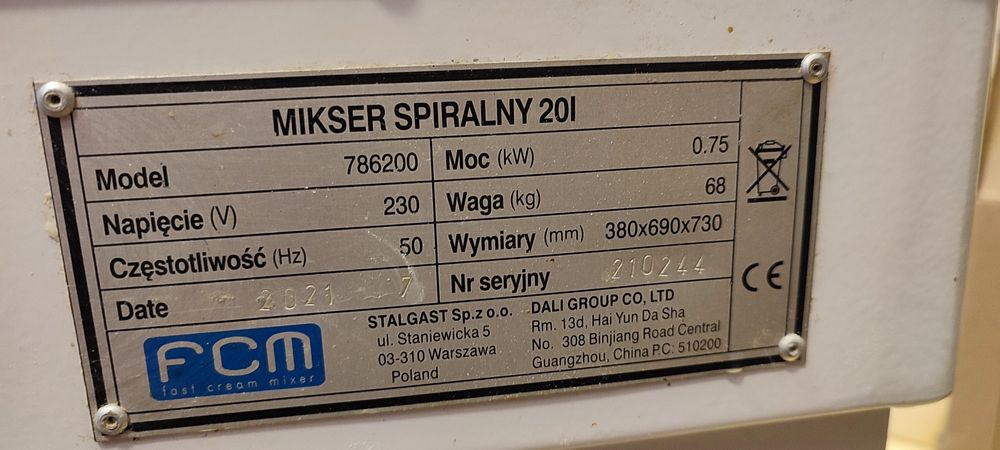 MIKSER SPIRALNY 20l
Model 786200
Napięcie (V) 230
Częstotliwość (Hz) 50
Date 2021 7
Moc (kW) 0.75
Waga (kg) 68
Wymiary (mm) 380x690x730
Nr seryjny 210244
CE
FCM
fast cream mixer
STALGAST Sp.z o.o.
ul. Staniewicka 5
03-310 Warszawa
Poland
DALI GROUP CO, LTD
Rm. 13d, Hai Yun Da Sha
No. 308 Binjiang Road Central
Guangzhou, China P.C: 510200